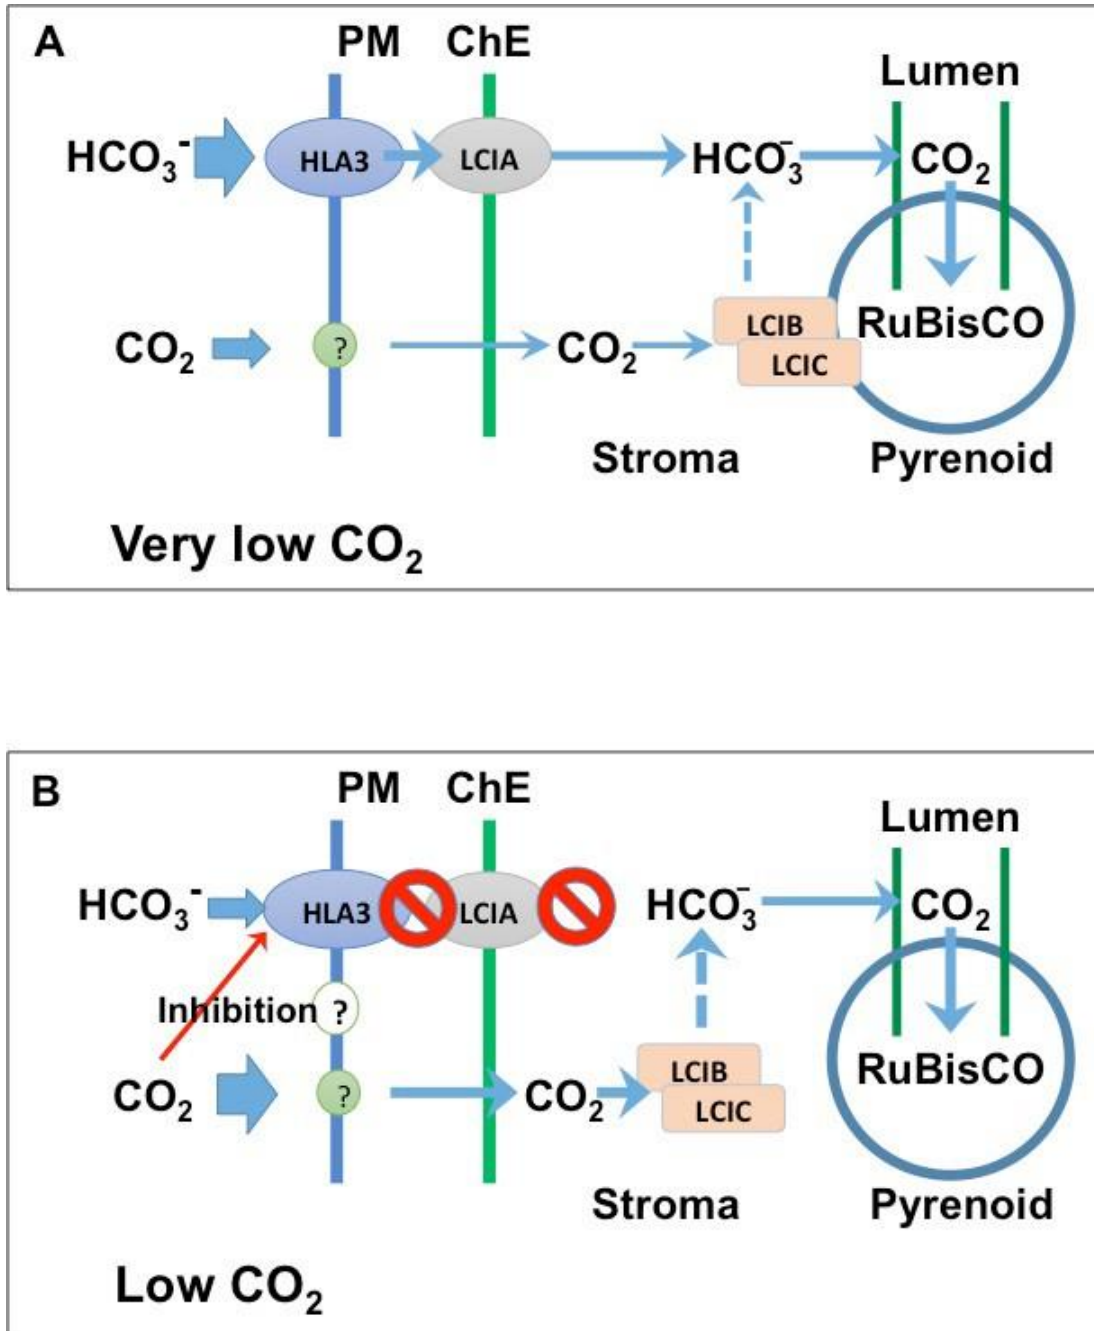 A
PM ChE
Lumen
HCO₃⁻ HLA3 LCIA HCO₃⁻ CO₂
CO₂ ? CO₂ LCIB RuBisCO
LCIC
Stroma Pyrenoid
Very low CO₂
B
PM ChE
Lumen
HCO₃⁻ HLA3 LCIA HCO₃⁻ CO₂
Inhibition ?
CO₂ ? CO₂ LCIB RuBisCO
LCIC
Stroma Pyrenoid
Low CO₂